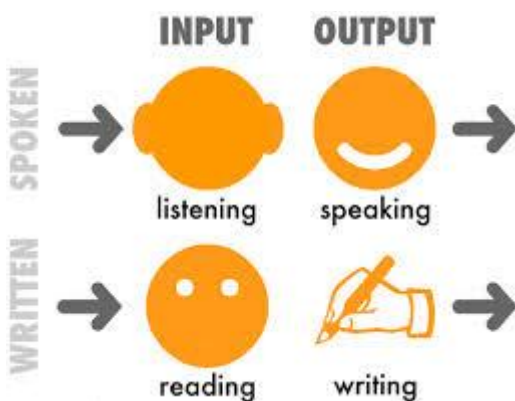 INPUT OUTPUT
SPOKEN
listening speaking
WRITTEN
reading writing